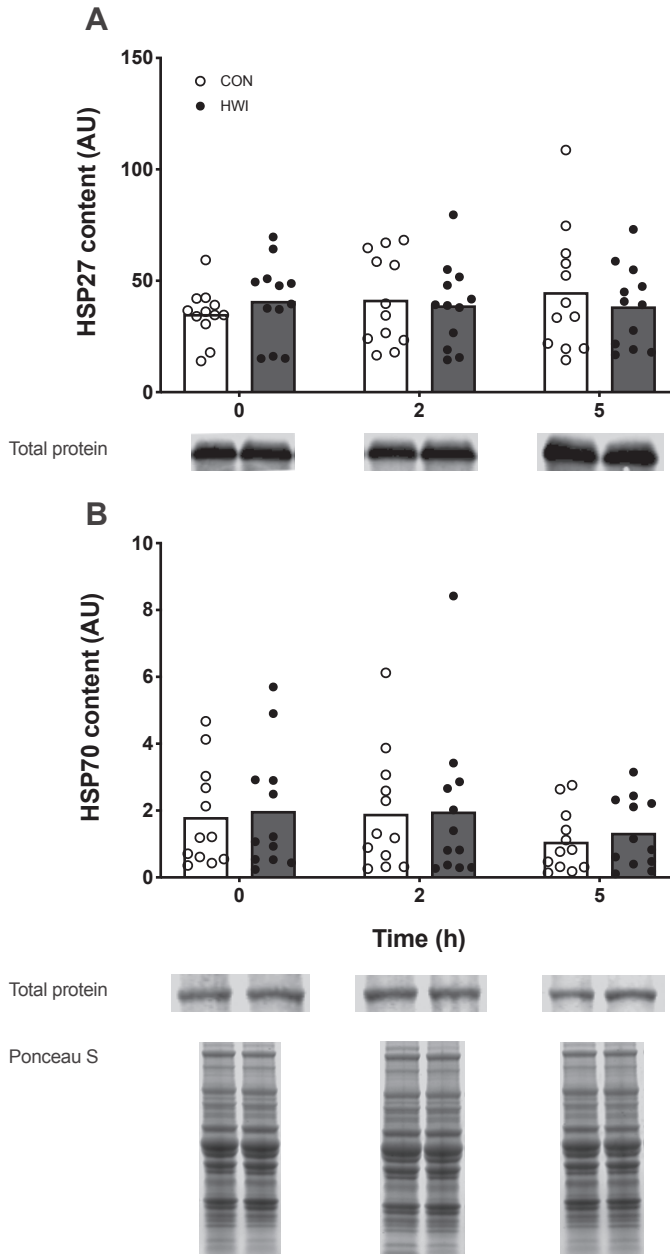 A
HSP27 content (AU)
150
100
50
0
CON
HWI
0 2 5
Total protein
B
HSP70 content (AU)
10
8
6
4
2
0
0 2 5
Time (h)
Total protein
Ponceau S